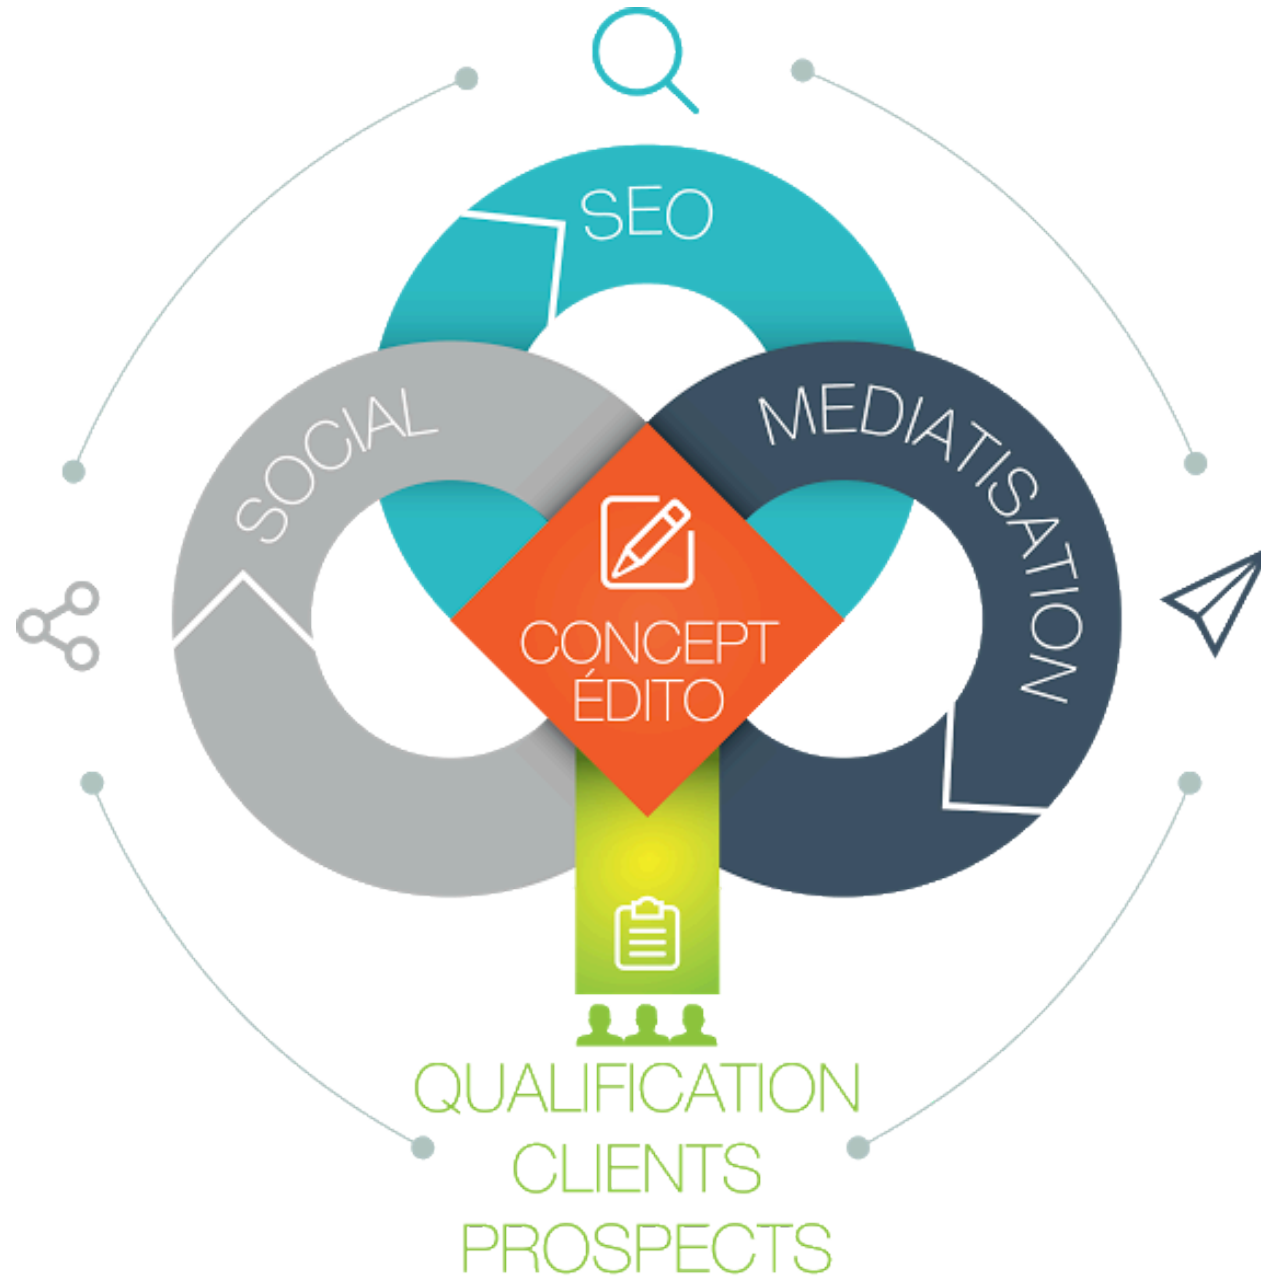 SEO
SOCIAL
MEDIATISATION
CONCEPT
ÉDITO
QUALIFICATION
CLIENTS
PROSPECTS